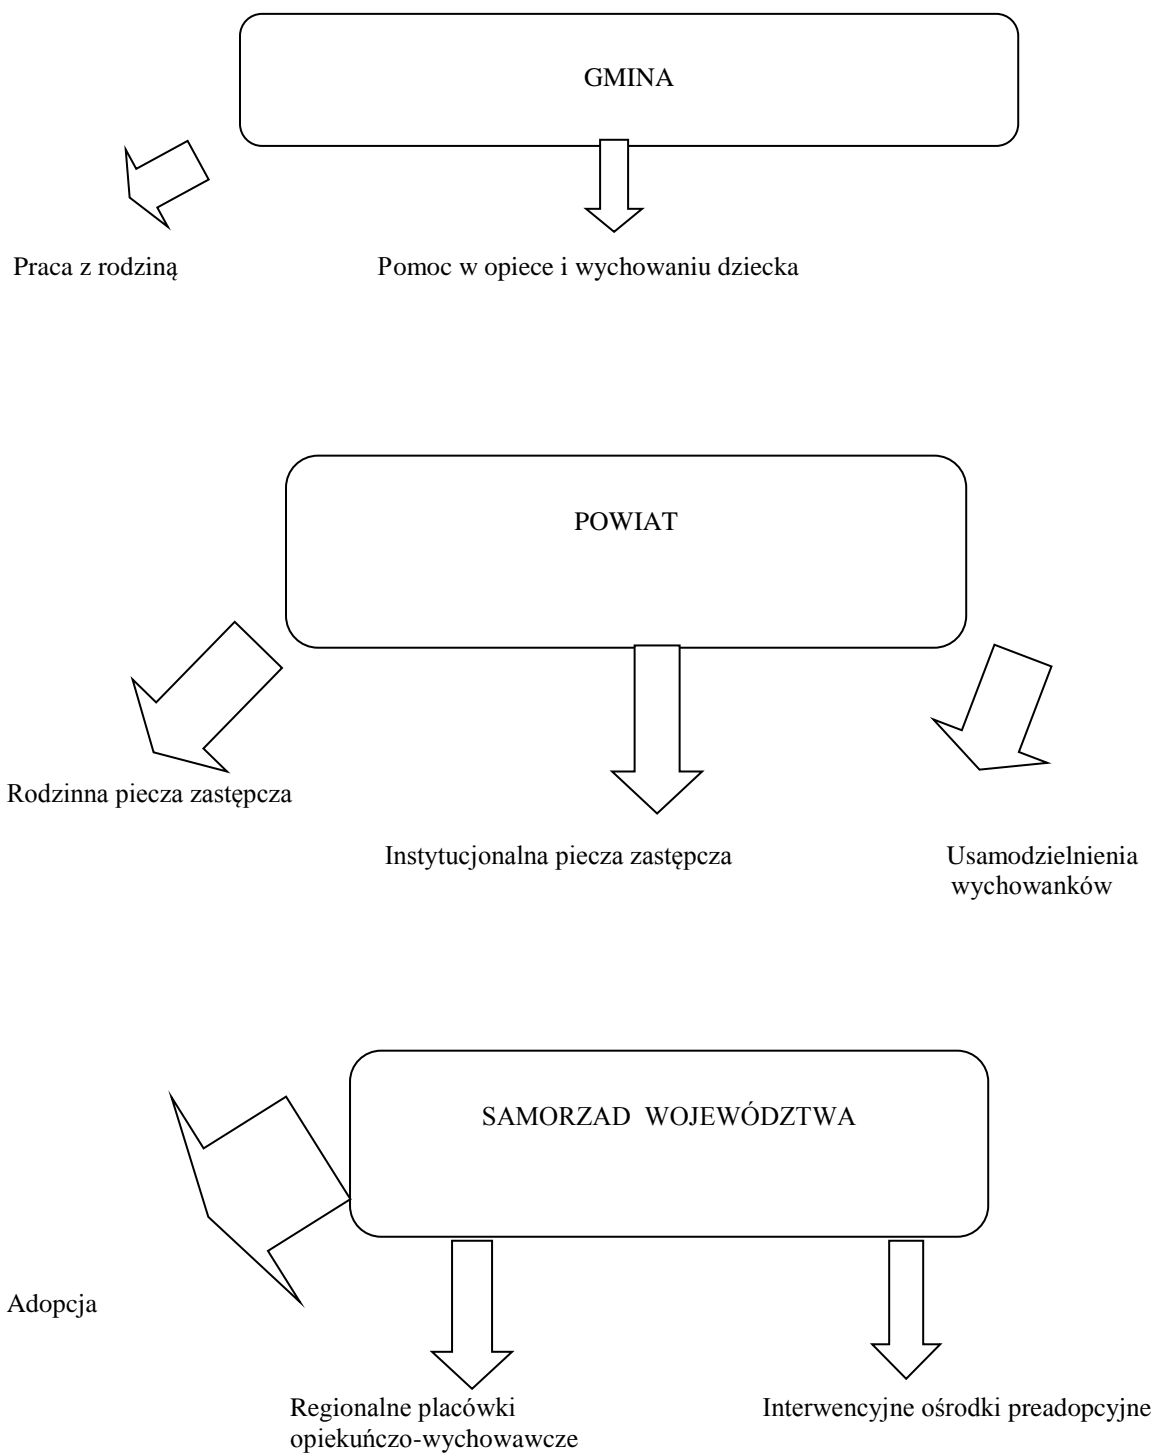 GMINA
Praca z rodziną
Pomoc w opiece i wychowaniu dziecka
POWIAT
Rodzinna piecza zastępcza
Instytucjonalna piecza zastępcza
Usamodzielnienia
wychowanków
SAMORZAD WOJEWÓDZTWA
Adopcja
Regionalne placówki
opiekuńczo-wychowawcze
Interwencyjne ośrodki preadopcyjne